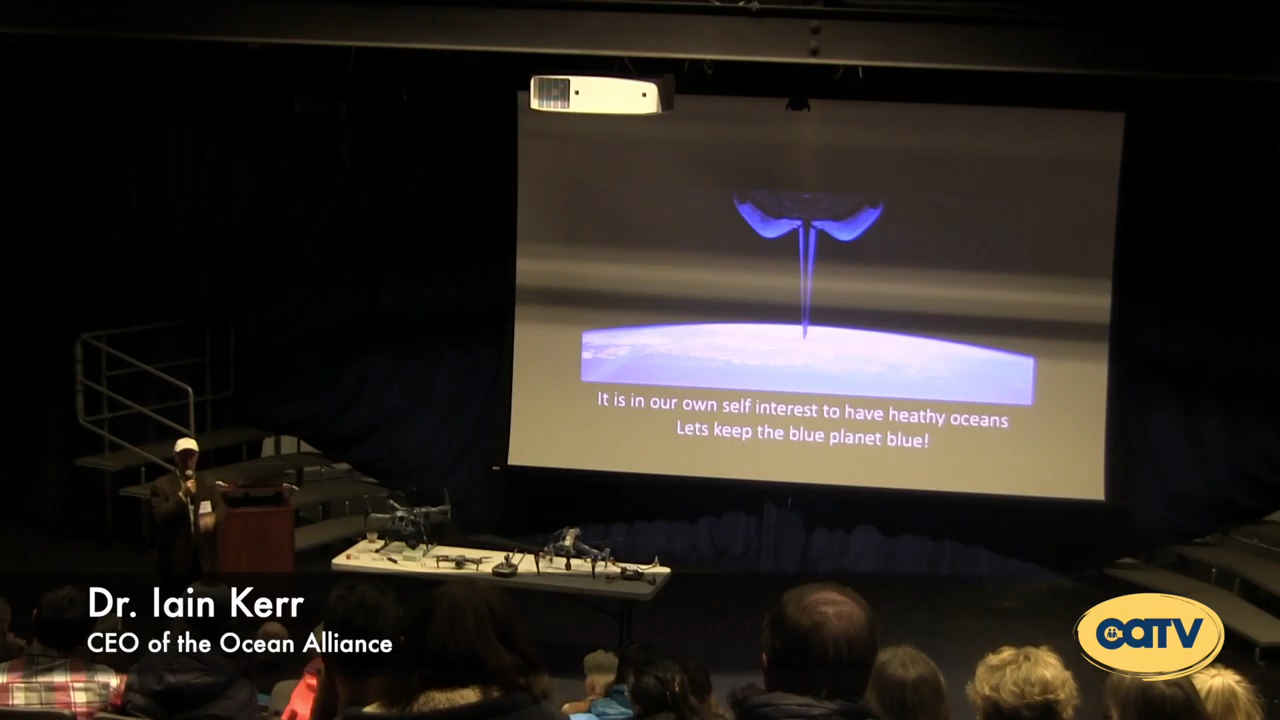 It is in our own self interest to have heathy oceans
Lets keep the blue planet blue!
Dr. Iain Kerr
CEO of the Ocean Alliance
CATV